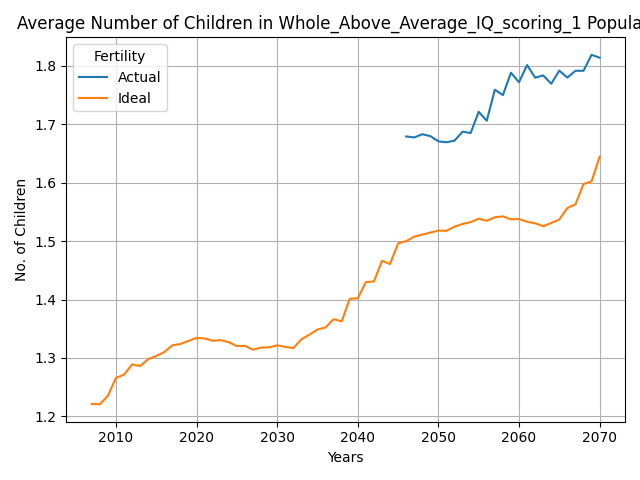 Average Number of Children in Whole_Above_Average_IQ_scoring_1 Popula
Fertility
Actual
Ideal
No. of Children
1.8
1.7
1.6
1.5
1.4
1.3
1.2
2010 2020 2030 2040 2050 2060 2070
Years